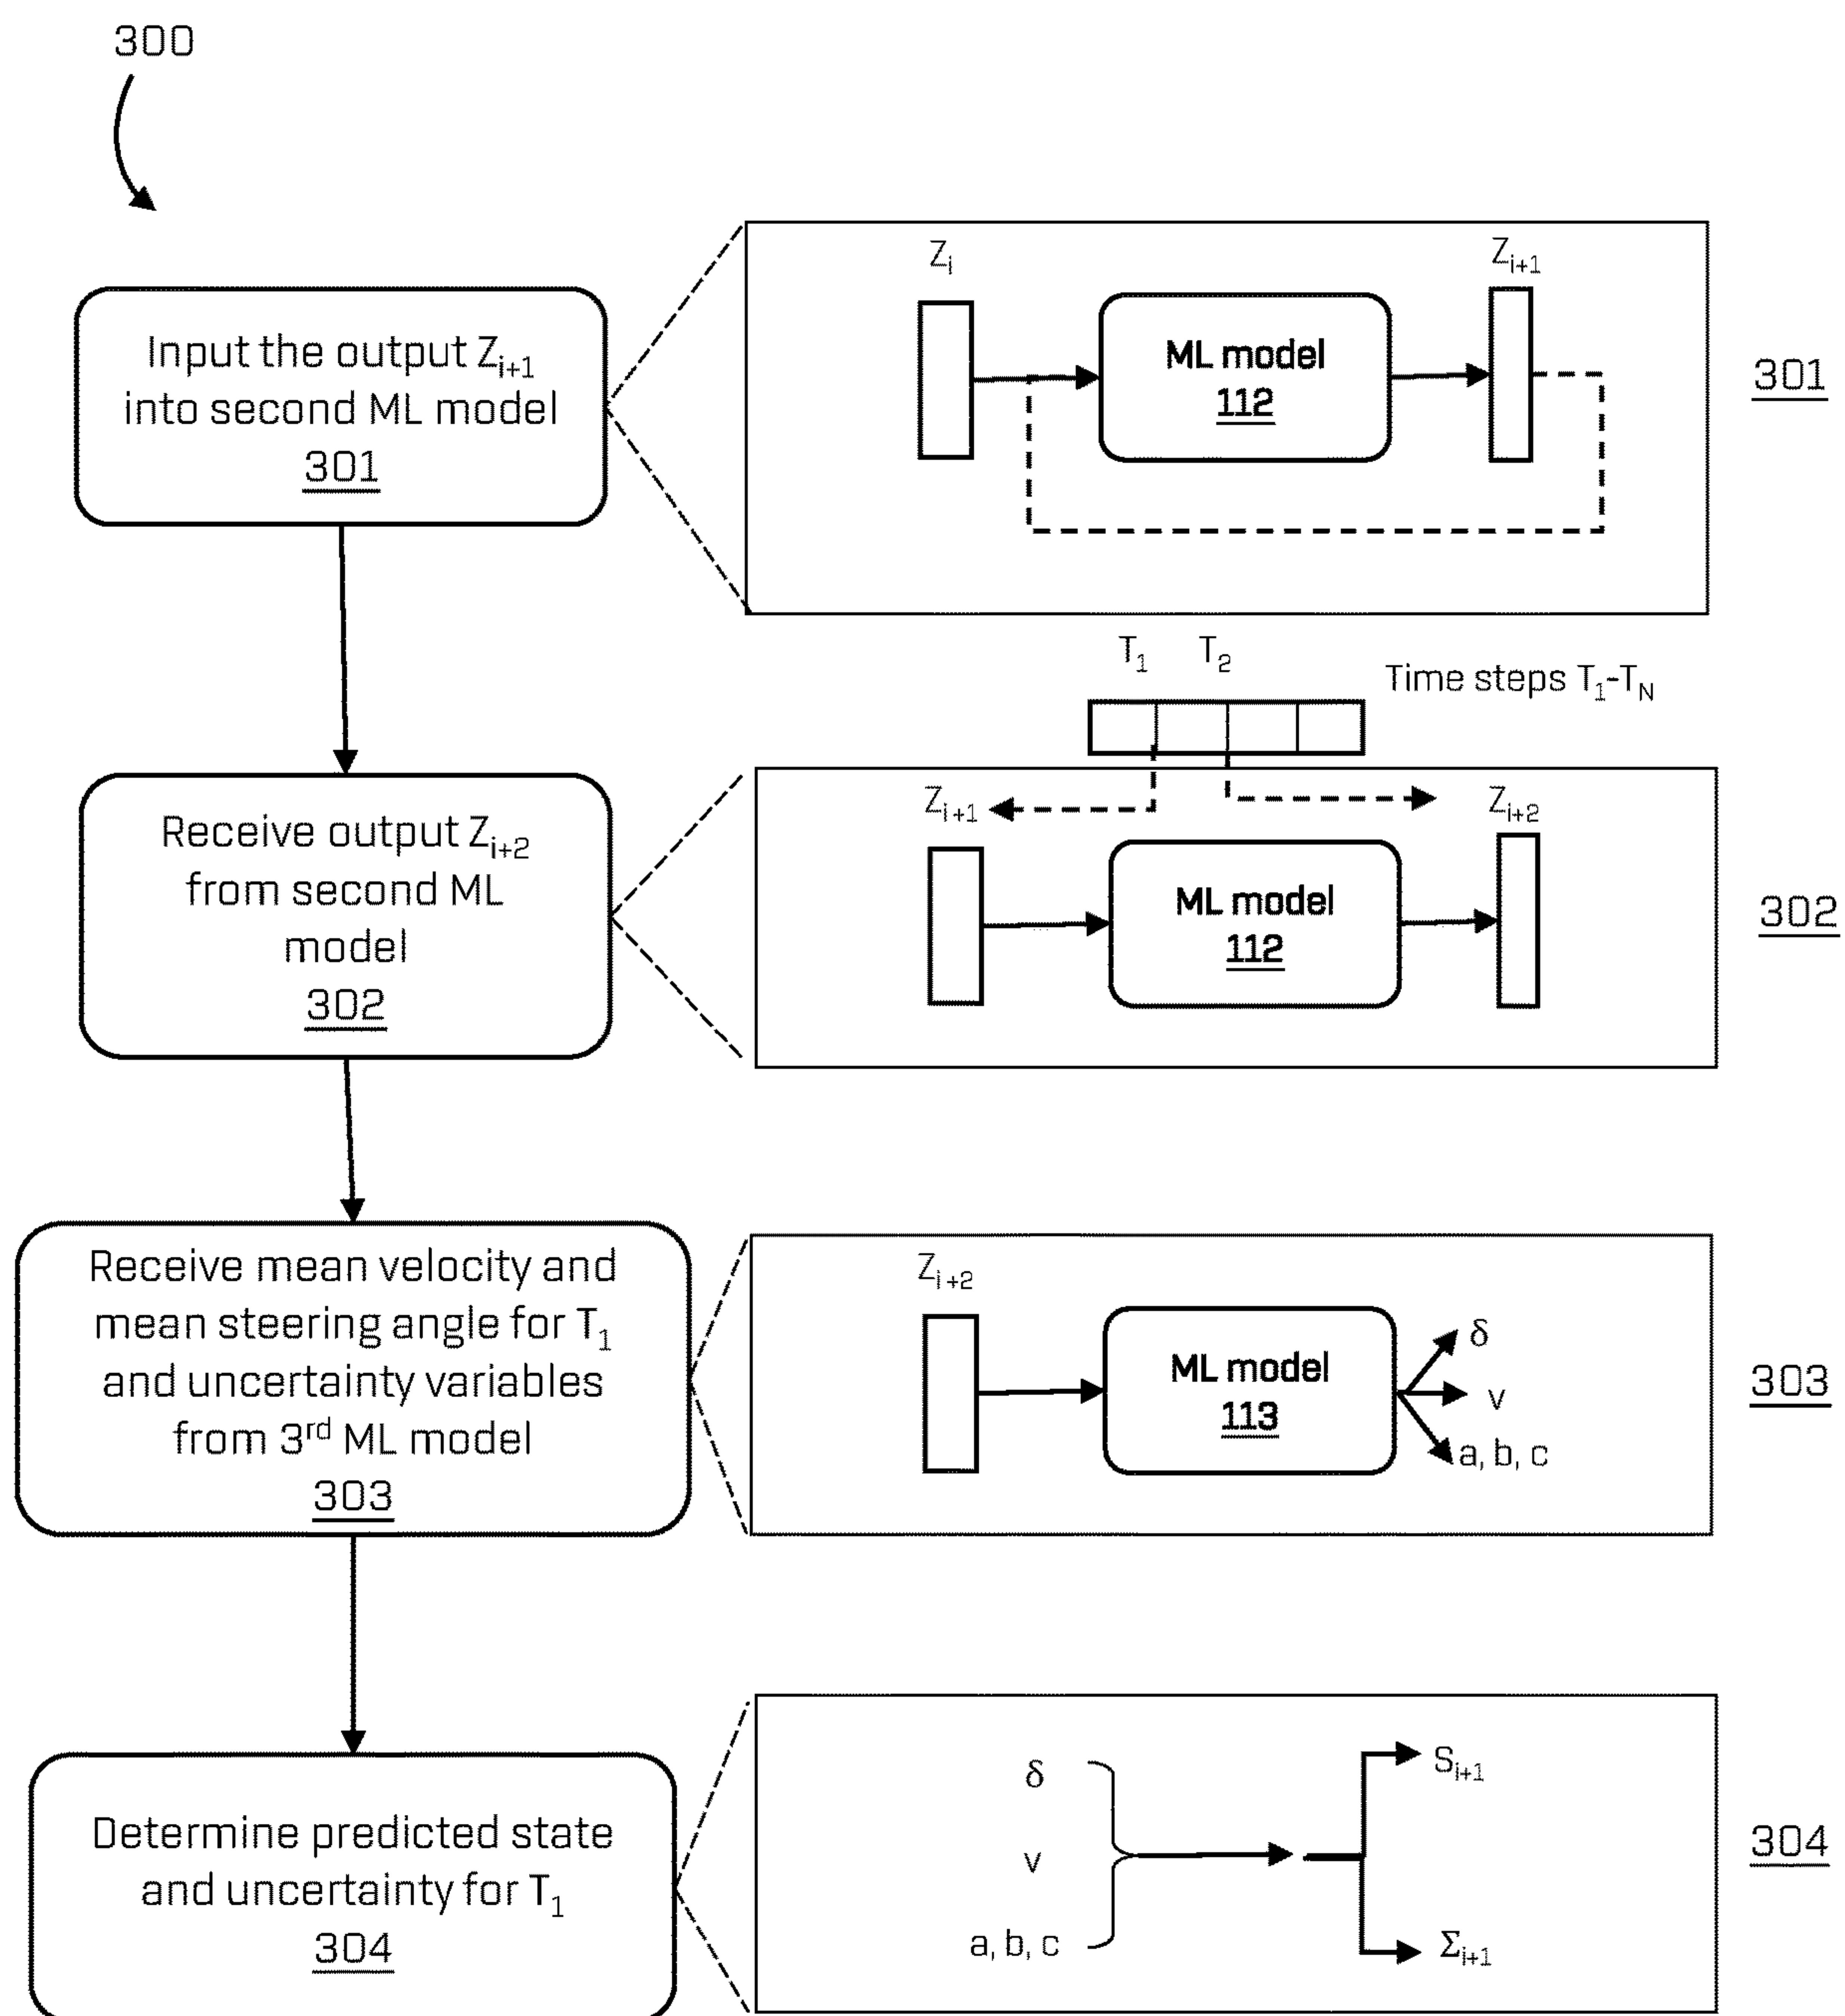 300
Input the output Zi+1
into second ML model
301
Zi
Zi+1
ML model
112
301
T1 T2
Time steps T1-TN
Receive output Zi+2
from second ML
model
302
Zi+1
Zi+2
ML model
112
302
Receive mean velocity and
mean steering angle for T1
and uncertainty variables
from 3rd ML model
303
Zi+2
ML model
113
δ
v
a, b, c
303
Determine predicted state
and uncertainty for T1
304
δ
v
a, b, c
Si+1
Σi+1
304